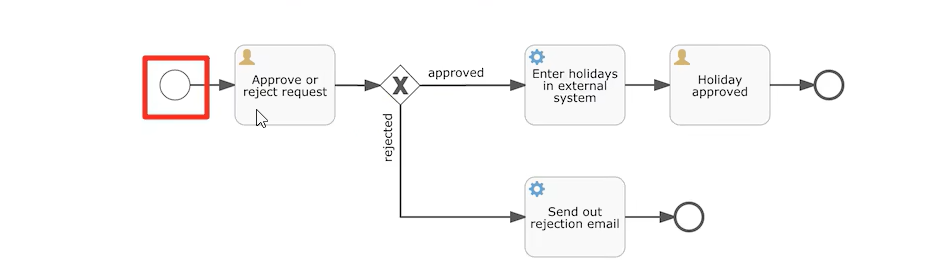 Approve or
reject request
approved
rejected
Enter holidays
in external
system
Holiday
approved
Send out
rejection email